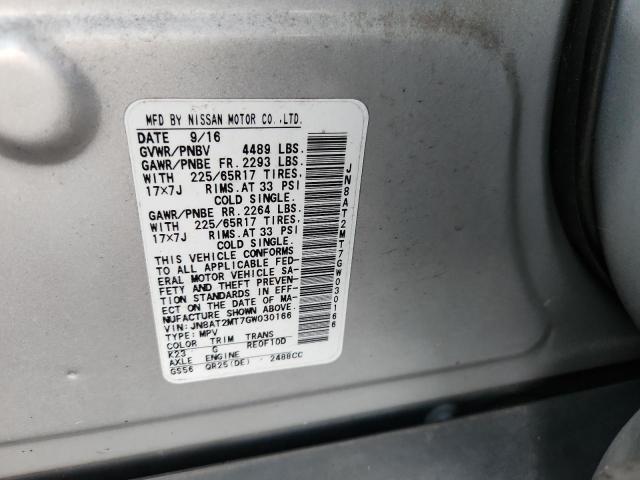 MFD BY NISSAN MOTOR CO.,LTD.
DATE 9/16
GVWR/PNBV 4489 LBS.
GAWR/PNBE FR. 2293 LBS.
WITH 225/65R17 TIRES.
17×7J RIMS. AT 33 PSI
COLD SINGLE.
GAWR/PNBE RR. 2264 LBS.
WITH 225/65R17 TIRES.
17×7J RIMS. AT 33 PSI
COLD SINGLE.
THIS VEHICLE CONFORMS
TO ALL APPLICABLE FED-
ERAL MOTOR VEHICLE SA-
FETY AND THEFT PREVEN-
TION STANDARDS IN EFF-
ECT ON THE DATE OF MA-
NUFACTURE SHOWN ABOVE.
VIN: JN8AT2MT7GW030166
TYPE: MPV
COLOR TRIM TRANS
K23 G RE0F10D
AXLE ENGINE
GS56 QR25(DE) - 2488CC
JN8AT2MT7GW030166